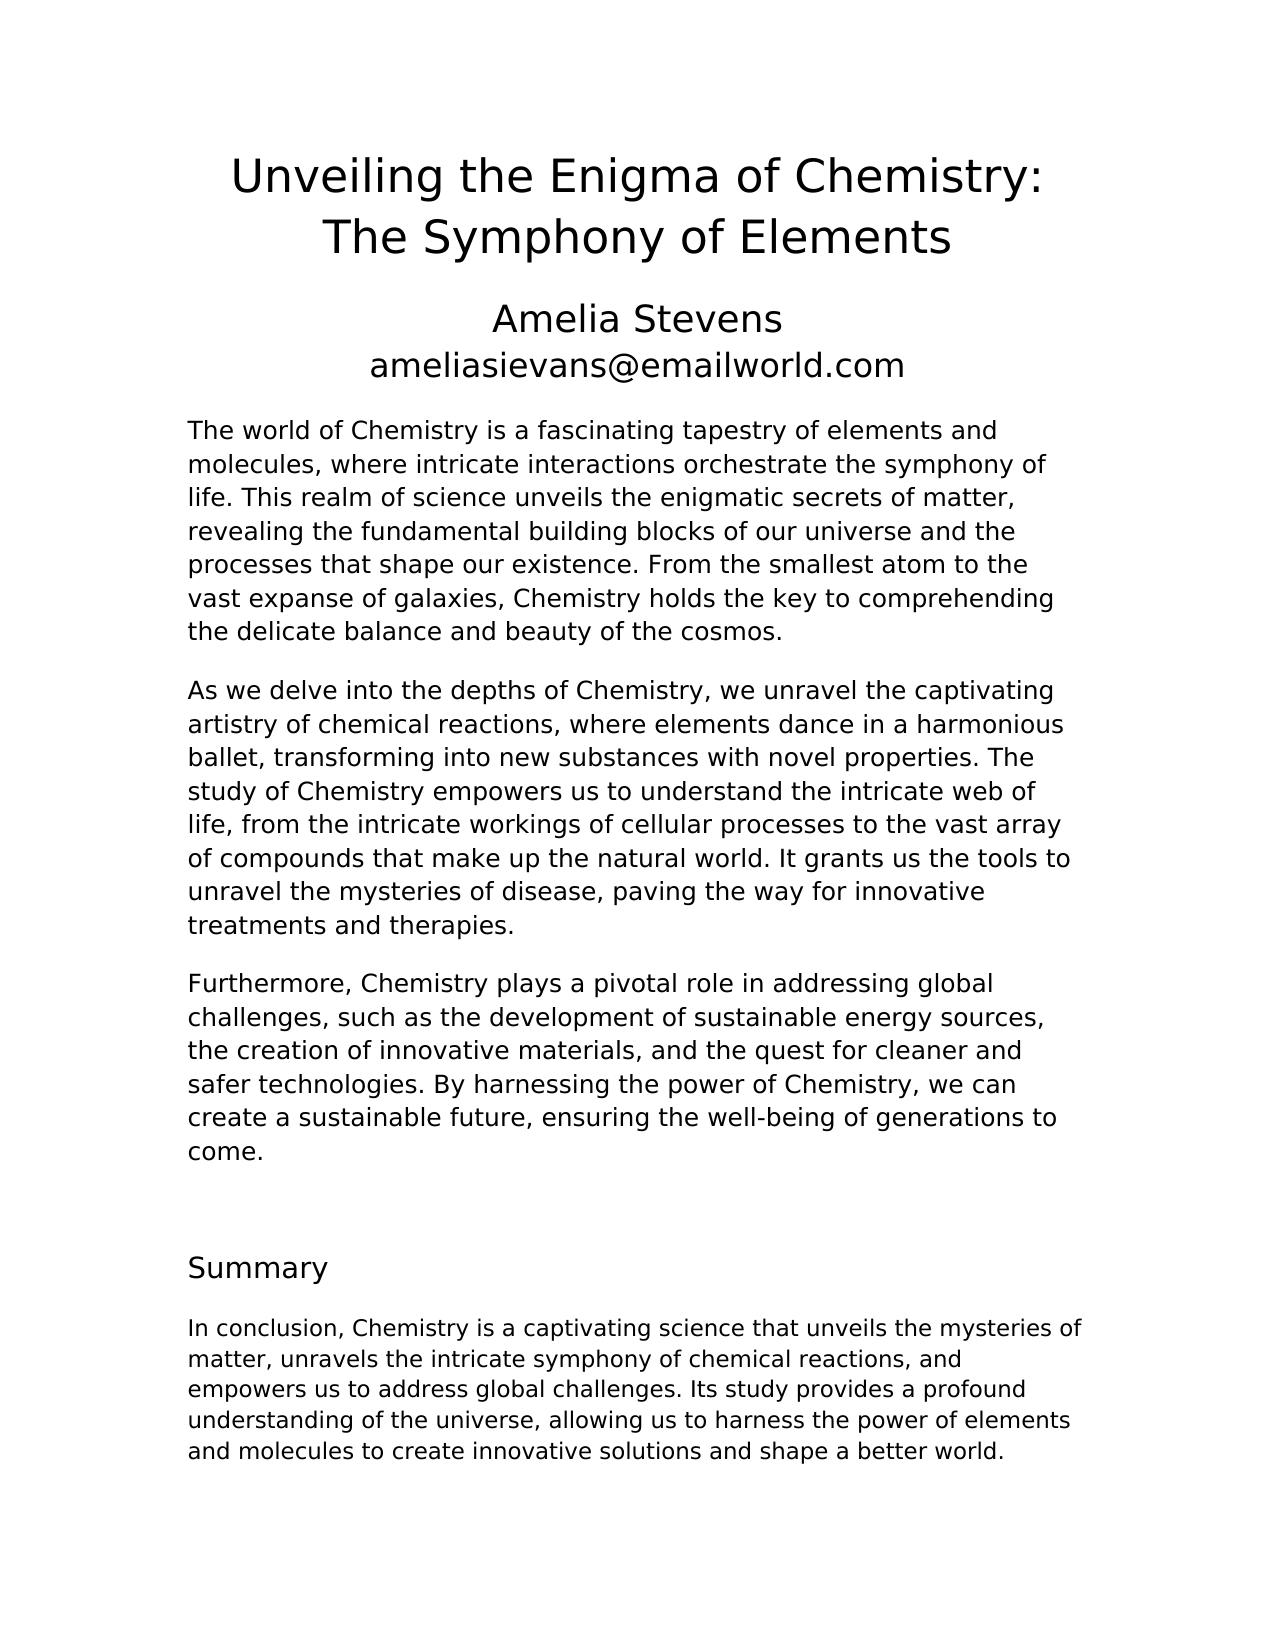 Unveiling the Enigma of Chemistry:
The Symphony of Elements
Amelia Stevens
ameliasievans@emailworld.com
The world of Chemistry is a fascinating tapestry of elements and
molecules, where intricate interactions orchestrate the symphony of
life. This realm of science unveils the enigmatic secrets of matter,
revealing the fundamental building blocks of our universe and the
processes that shape our existence. From the smallest atom to the
vast expanse of galaxies, Chemistry holds the key to comprehending
the delicate balance and beauty of the cosmos.
As we delve into the depths of Chemistry, we unravel the captivating
artistry of chemical reactions, where elements dance in a harmonious
ballet, transforming into new substances with novel properties. The
study of Chemistry empowers us to understand the intricate web of
life, from the intricate workings of cellular processes to the vast array
of compounds that make up the natural world. It grants us the tools to
unravel the mysteries of disease, paving the way for innovative
treatments and therapies.
Furthermore, Chemistry plays a pivotal role in addressing global
challenges, such as the development of sustainable energy sources,
the creation of innovative materials, and the quest for cleaner and
safer technologies. By harnessing the power of Chemistry, we can
create a sustainable future, ensuring the well-being of generations to
come.
Summary
In conclusion, Chemistry is a captivating science that unveils the mysteries of
matter, unravels the intricate symphony of chemical reactions, and
empowers us to address global challenges. Its study provides a profound
understanding of the universe, allowing us to harness the power of elements
and molecules to create innovative solutions and shape a better world.